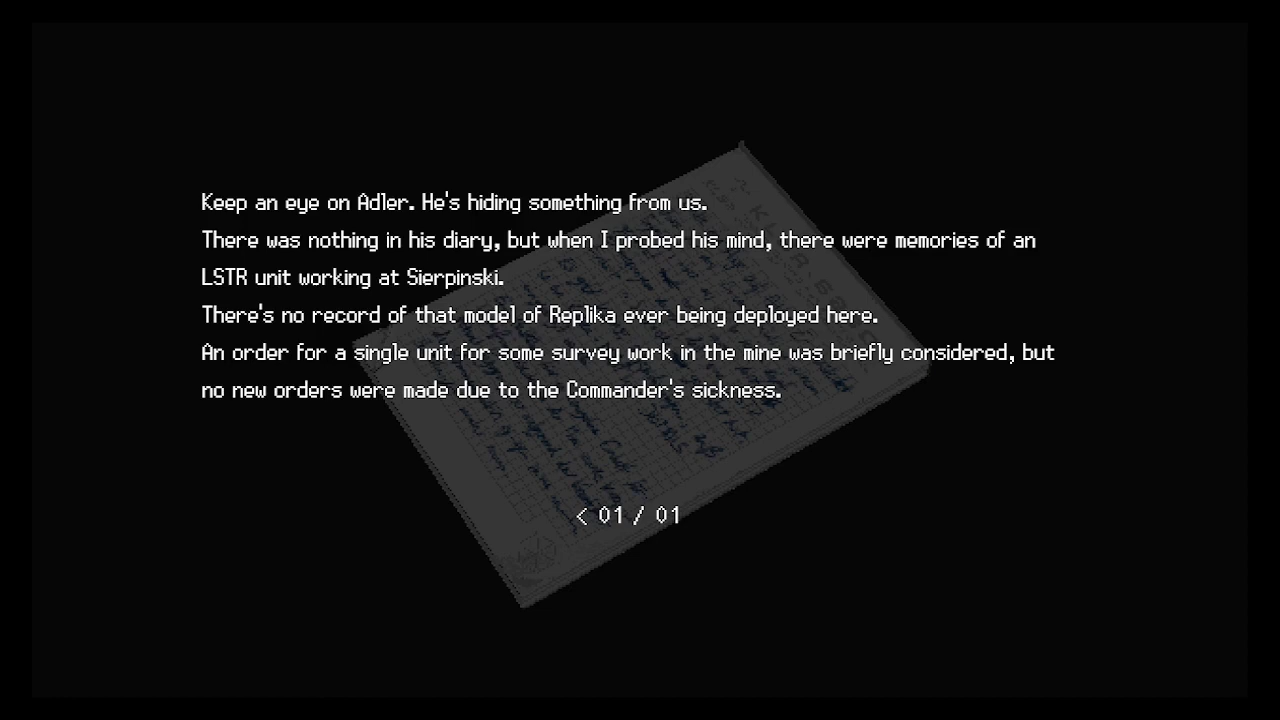 Keep an eye on Adler. He's hiding something from us.
There was nothing in his diary, but when I probed his mind, there were memories of an
LSTR unit working at Sierpinski.
There's no record of that model of Replika ever being deployed here.
An order for a single unit for some survey work in the mine was briefly considered, but
no new orders were made due to the Commander's sickness.
< 01 / 01